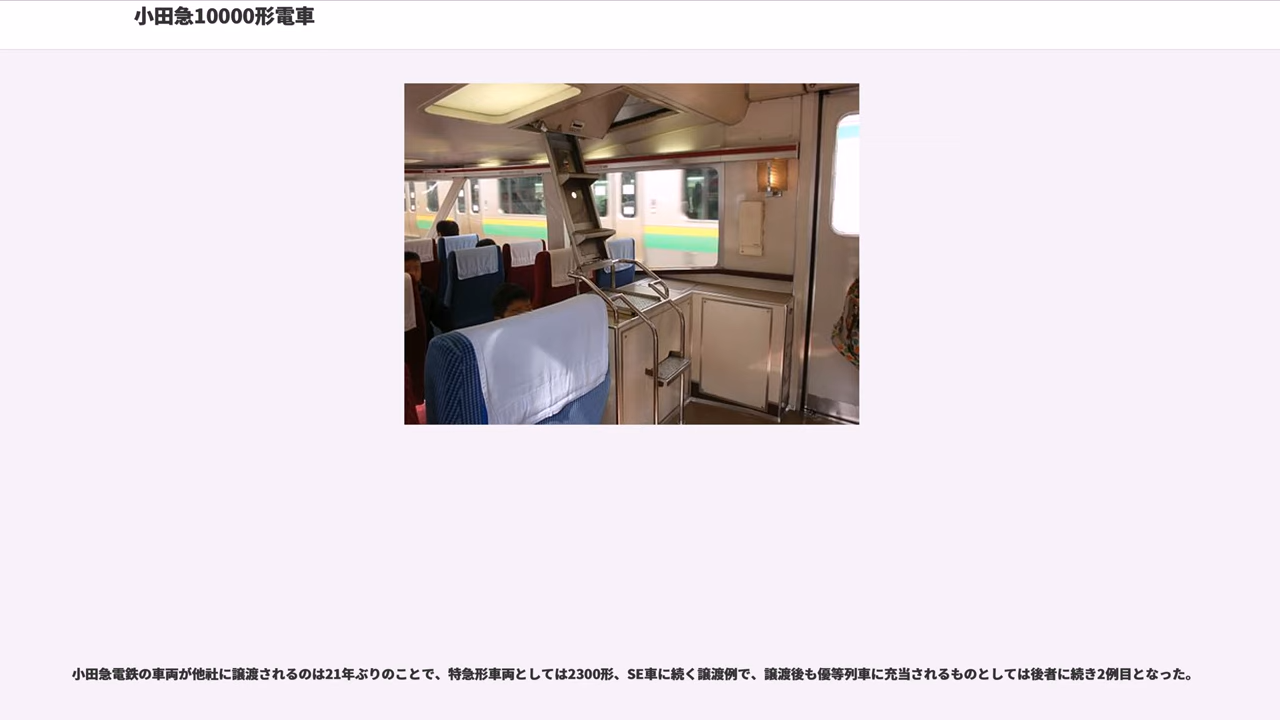 小田急10000形電車
小田急電鉄の車両が他社に譲渡されるのは21年ぶりのことで、特急形車両としては2300形、SE車に続く譲渡例で、譲渡後も優等列車に充当されるものとしては後者に続き2例目となった。